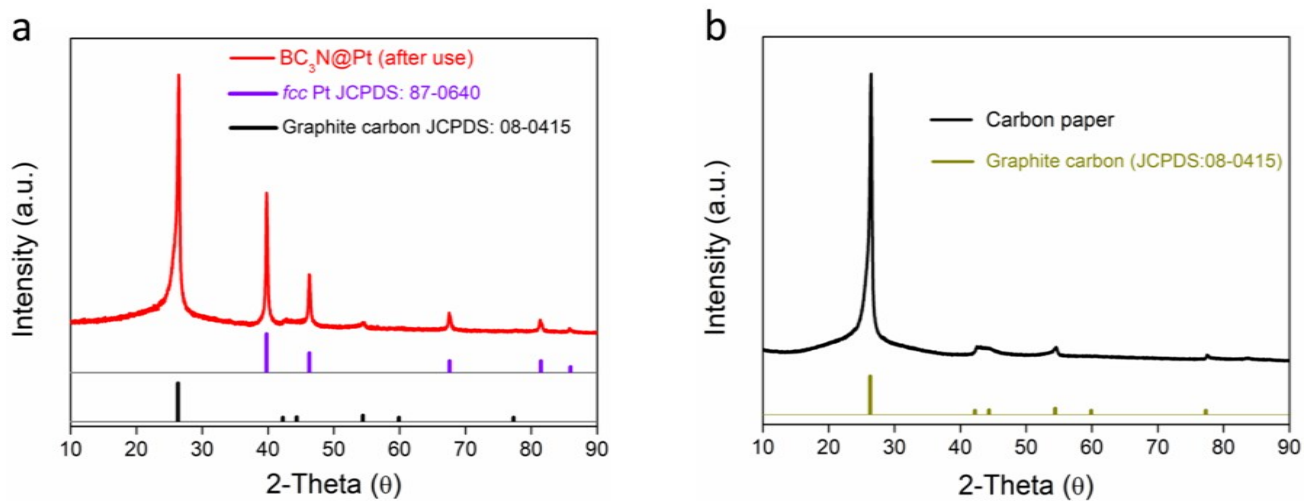 a
BC₃N@Pt (after use)
fcc Pt JCPDS: 87-0640
Graphite carbon JCPDS: 08-0415
Intensity (a.u.)
10 20 30 40 50 60 70 80 90
2-Theta (θ)
b
Carbon paper
Graphite carbon (JCPDS:08-0415)
Intensity (a.u.)
10 20 30 40 50 60 70 80 90
2-Theta (θ)